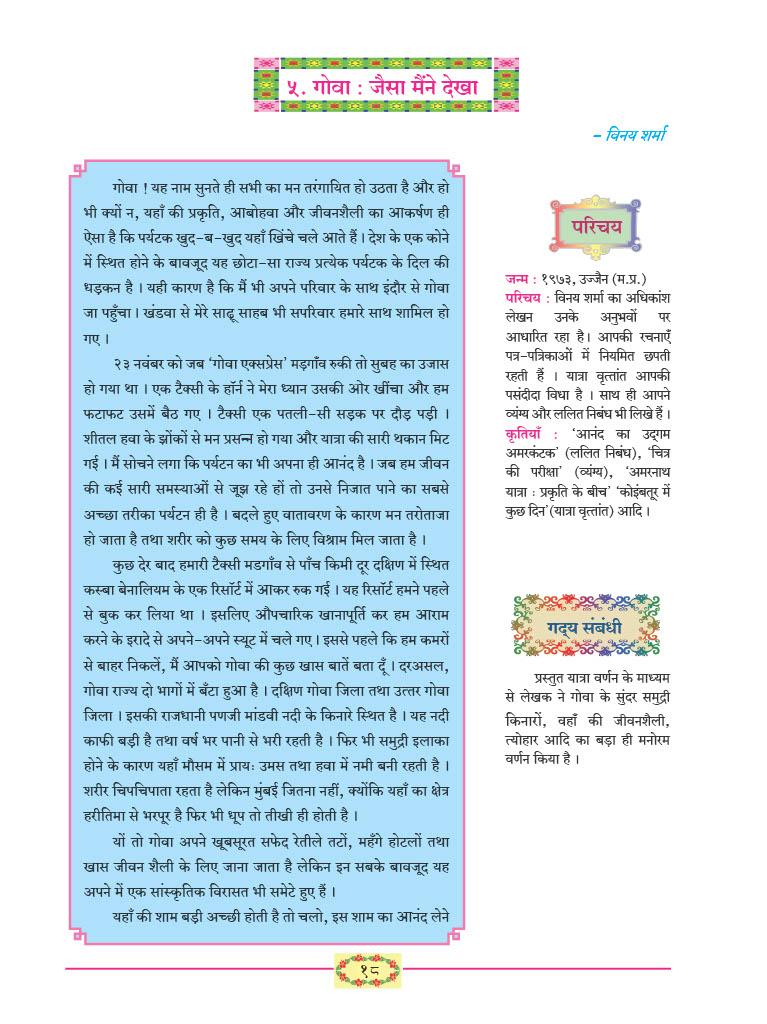 ५. गोवा : जैसा मैंने देखा
– विनय शर्मा
गोवा ! यह नाम सुनते ही सभी का मन तरंगायित हो उठता है और हो
भी क्यों न, यहाँ की प्रकृति, आबोहवा और जीवनशैली का आकर्षण ही
ऐसा है कि पर्यटक खुद-ब-खुद यहाँ खिंचे चले आते हैं । देश के एक कोने
में स्थित होने के बावजूद यह छोटा-सा राज्य प्रत्येक पर्यटक के दिल की
धड़कन है । यही कारण है कि मैं भी अपने परिवार के साथ इंदौर से गोवा
जा पहुँचा । खंडवा से मेरे साढ़ू साहब भी सपरिवार हमारे साथ शामिल हो
गए ।
२३ नवंबर को जब ‘गोवा एक्सप्रेस’ मड़गाँव रुकी तो सुबह का उजास
हो गया था । एक टैक्सी के हॉर्न ने मेरा ध्यान उसकी ओर खींचा और हम
फटाफट उसमें बैठ गए । टैक्सी एक पतली-सी सड़क पर दौड़ पड़ी ।
शीतल हवा के झोंकों से मन प्रसन्न हो गया और यात्रा की सारी थकान मिट
गई । मैं सोचने लगा कि पर्यटन का भी अपना ही आनंद है । जब हम जीवन
की कई सारी समस्याओं से जूझ रहे हों तो उनसे निजात पाने का सबसे
अच्छा तरीका पर्यटन ही है । बदले हुए वातावरण के कारण मन तरोताजा
हो जाता है तथा शरीर को कुछ समय के लिए विश्राम मिल जाता है ।
कुछ देर बाद हमारी टैक्सी मडगाँव से पाँच किमी दूर दक्षिण में स्थित
कस्बा बेनालियम के एक रिसॉर्ट में आकर रुक गई । यह रिसॉर्ट हमने पहले
से बुक कर लिया था । इसलिए औपचारिक खानापूर्ति कर हम आराम
करने के इरादे से अपने-अपने स्यूट में चले गए । इससे पहले कि हम कमरों
से बाहर निकलें, मैं आपको गोवा की कुछ खास बातें बता दूँ । दरअसल,
गोवा राज्य दो भागों में बँटा हुआ है । दक्षिण गोवा जिला तथा उत्तर गोवा
जिला । इसकी राजधानी पणजी मांडवी नदी के किनारे स्थित है । यह नदी
काफी बड़ी है तथा वर्ष भर पानी से भरी रहती है । फिर भी समुद्री इलाका
होने के कारण यहाँ मौसम में प्रायः उमस तथा हवा में नमी बनी रहती है ।
शरीर चिपचिपाता रहता है लेकिन मुंबई जितना नहीं, क्योंकि यहाँ का क्षेत्र
हरीतिमा से भरपूर है फिर भी धूप तो तीखी ही होती है ।
यों तो गोवा अपने खूबसूरत सफेद रेतीले तटों, महँगे होटलों तथा
खास जीवन शैली के लिए जाना जाता है लेकिन इन सबके बावजूद यह
अपने में एक सांस्कृतिक विरासत भी समेटे हुए हैं ।
यहाँ की शाम बड़ी अच्छी होती है तो चलो, इस शाम का आनंद लेने
परिचय
जन्म : १९७३, उज्जैन (म.प्र.)
परिचय : विनय शर्मा का अधिकांश
लेखन उनके अनुभवों पर
आधारित रहा है। आपकी रचनाएँ
पत्र-पत्रिकाओं में नियमित छपती
रहती हैं । यात्रा वृत्तांत आपकी
पसंदीदा विधा है । साथ ही आपने
व्यंग्य और ललित निबंध भी लिखे हैं ।
कृतियाँ : ‘आनंद का उद्गम
अमरकंटक’ (ललित निबंध), ‘चित्र
की परीक्षा’ (व्यंग्य), ‘अमरनाथ
यात्रा : प्रकृति के बीच’ ‘कोइंबतूर में
कुछ दिन’(यात्रा वृत्तांत) आदि ।
गद्य संबंधी
प्रस्तुत यात्रा वर्णन के माध्यम
से लेखक ने गोवा के सुंदर समुद्री
किनारों, वहाँ की जीवनशैली,
त्योहार आदि का बड़ा ही मनोरम
वर्णन किया है ।
१८